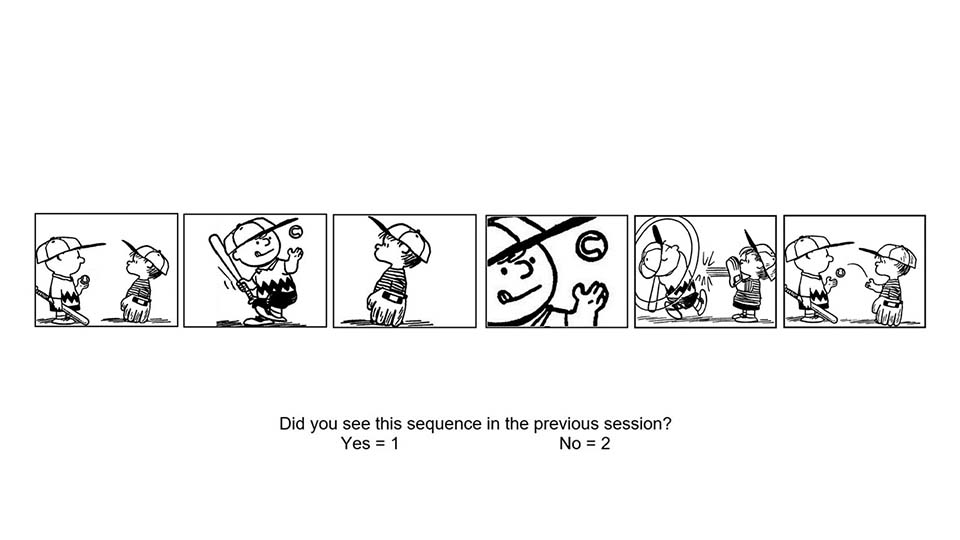 Did you see this sequence in the previous session?
Yes = 1 No = 2